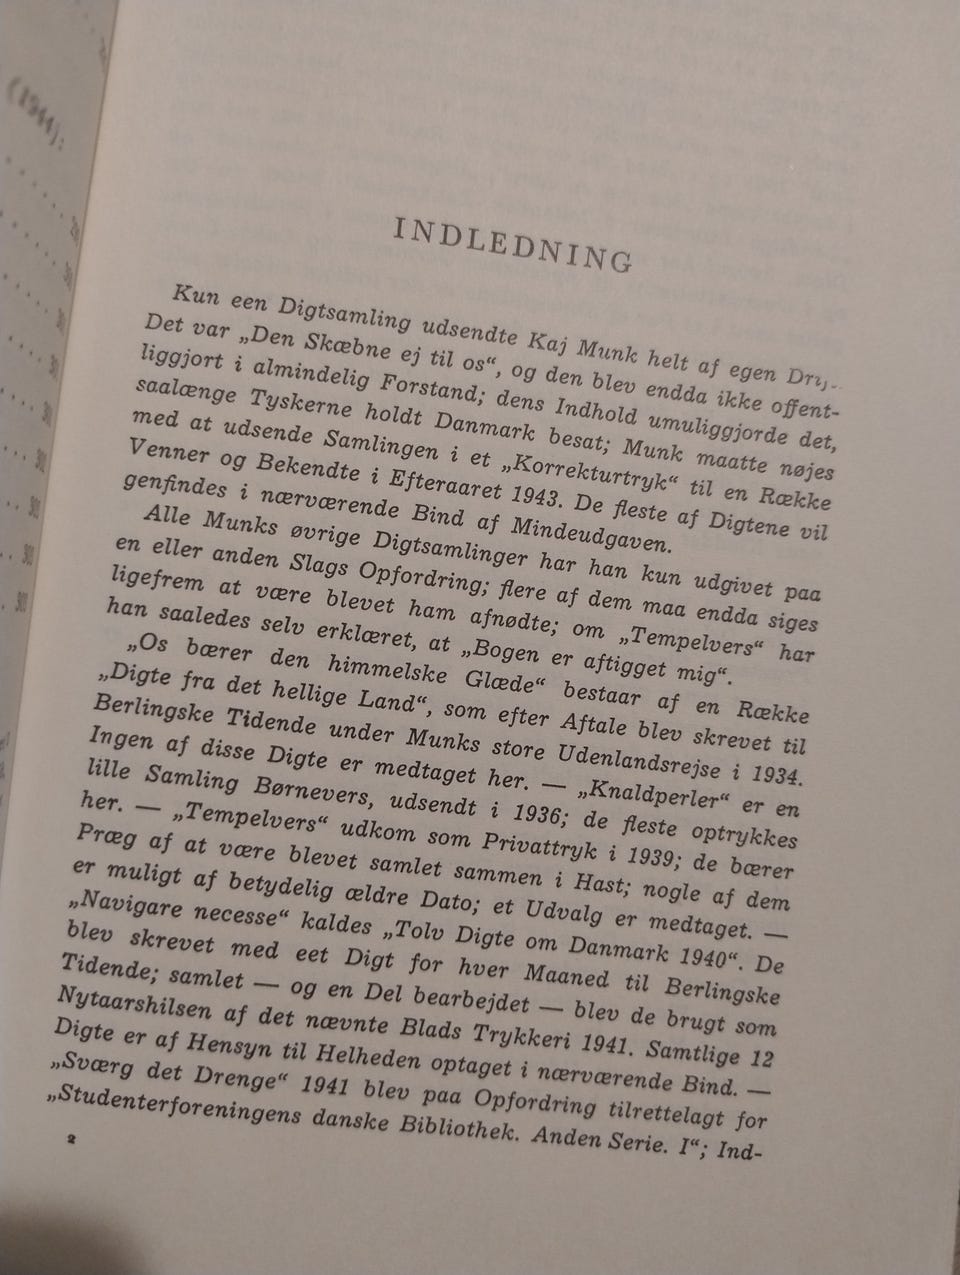 (1944):
INDLEDNING
Kun een Digtsamling udsendte Kaj Munk helt af egen
Det var „Den Skæbne ej til os“, og den blev endda ikke offent-
liggjort i almindelig Forstand; dens Indhold umuliggjorde det,
saalænge Tyskerne holdt Danmark besat; Munk maatte nøjes
med at udsende Samlingen i et „Korrekturtryk“ til en Række
Venner og Bekendte i Efteraaret 1943. De fleste af Digtene vil
genfindes i nærværende Bind af Mindeudgaven.
Alle Munks øvrige Digtsamlinger har han kun udgivet paa
en eller anden Slags Opfordring; flere af dem maa endda siges
ligefrem at være blevet ham afnødte; om „Tempelvers“ har
han saaledes selv erklæret, at „Bogen er aftigget mig“.
„Os bærer den himmelske Glæde“ bestaar af en Række
„Digte fra det hellige Land“, som efter Aftale blev skrevet til
Berlingske Tidende under Munks store Udenlandsrejse i 1934.
Ingen af disse Digte er medtaget her. — „Knaldperler“ er en
lille Samling Børnevers, udsendt i 1936; de fleste optrykkes
her. — „Tempelvers“ udkom som Privattryk i 1939; de bærer
Præg af at være blevet samlet sammen i Hast; nogle af dem
er muligt af betydelig ældre Dato; et Udvalg er medtaget. —
„Navigare necesse“ kaldes „Tolv Digte om Danmark 1940“. De
blev skrevet med eet Digt for hver Maaned til Berlingske
Tidende; samlet — og en Del bearbejdet — blev de brugt som
Nytaarshilsen af det nævnte Blads Trykkeri 1941. Samtlige 12
Digte er af Hensyn til Helheden optaget i nærværende Bind. —
„Sværg det Drenge“ 1941 blev paa Opfordring tilrettelagt for
„Studenterforeningens danske Bibliothek. Anden Serie. I“; Ind-
2